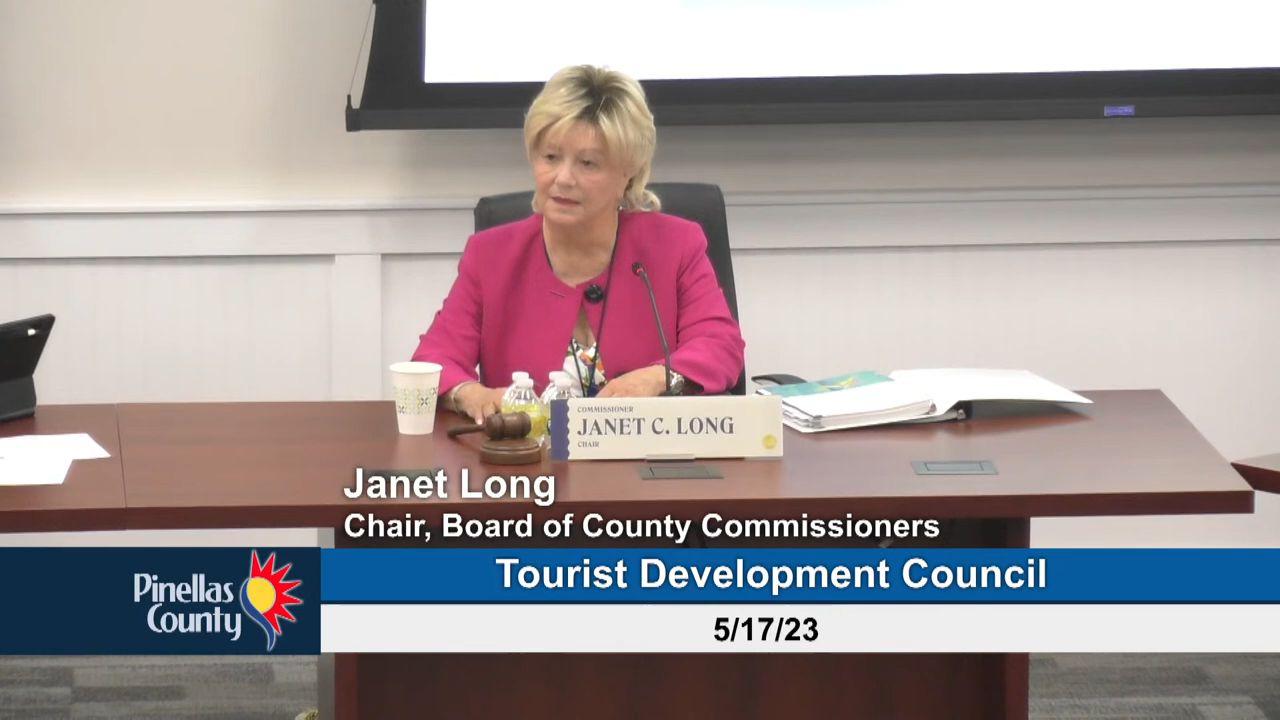 COMMISSIONER
JANET C. LONG
CHAIR
Janet Long
Chair, Board of County Commissioners
Tourist Development Council
Pinellas
County
5/17/23